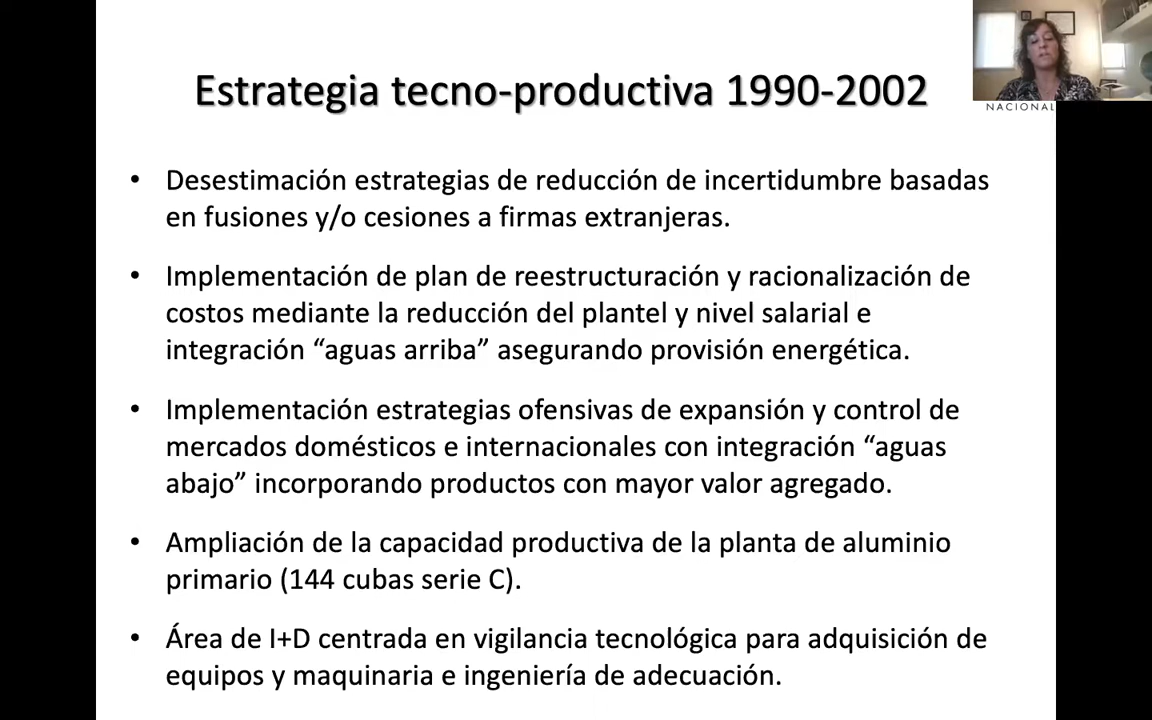 Estrategia tecno-productiva 1990-2002
NACIONAL
• Desestimación estrategias de reducción de incertidumbre basadas
en fusiones y/o cesiones a firmas extranjeras.
• Implementación de plan de reestructuración y racionalización de
costos mediante la reducción del plantel y nivel salarial e
integración “aguas arriba” asegurando provisión energética.
• Implementación estrategias ofensivas de expansión y control de
mercados domésticos e internacionales con integración “aguas
abajo” incorporando productos con mayor valor agregado.
• Ampliación de la capacidad productiva de la planta de aluminio
primario (144 cubas serie C).
• Área de I+D centrada en vigilancia tecnológica para adquisición de
equipos y maquinaria e ingeniería de adecuación.